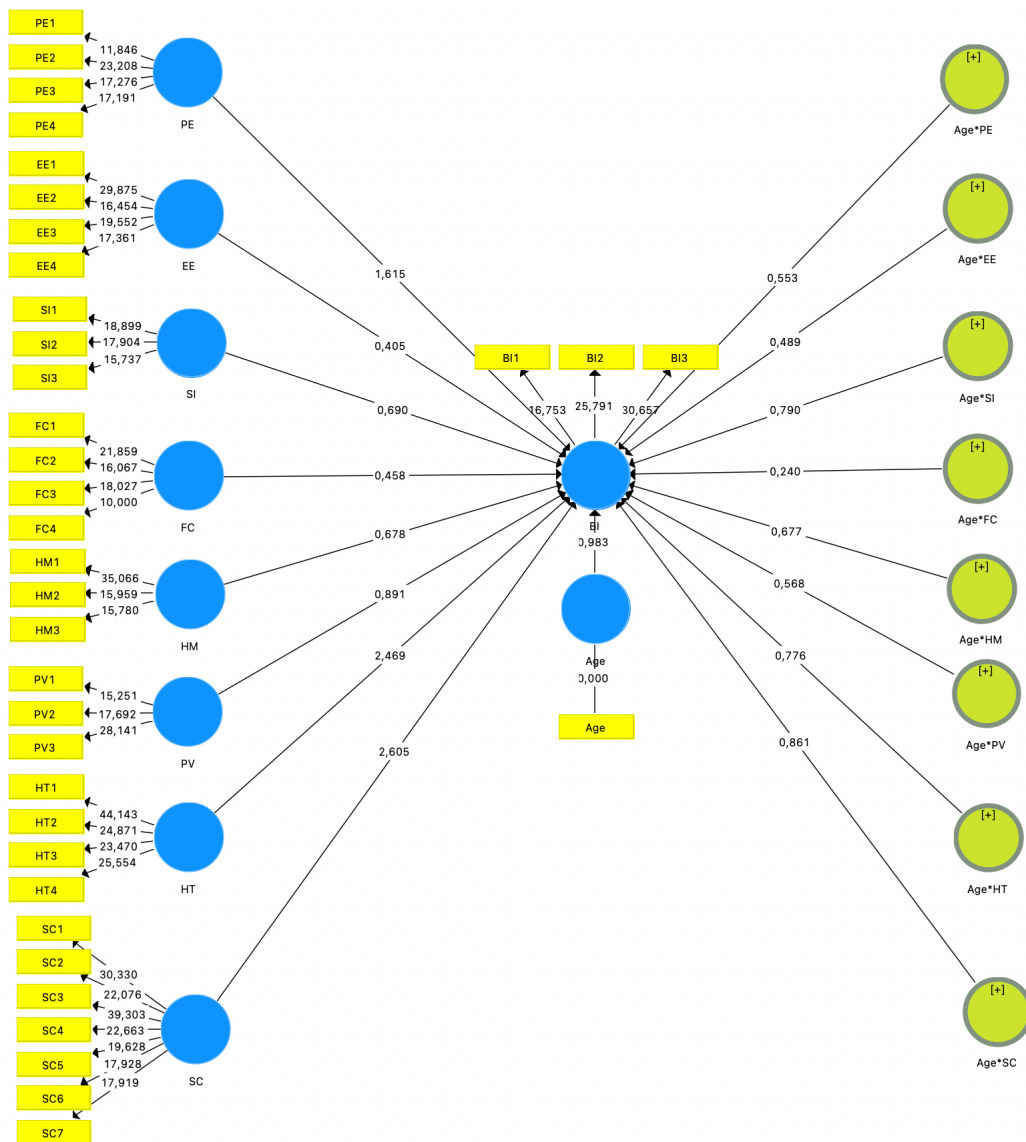 PE1
PE2
PE3
PE4
11,846
23,208
17,276
17,191
PE
EE1
EE2
EE3
EE4
29,875
16,454
19,552
17,361
EE
SI1
SI2
SI3
18,899
17,904
15,737
SI
FC1
FC2
FC3
FC4
21,859
16,067
18,027
10,000
FC
HM1
HM2
HM3
35,066
15,959
15,780
HM
PV1
PV2
PV3
15,251
17,692
28,141
PV
HT1
HT2
HT3
HT4
44,143
24,871
23,470
25,554
HT
SC1
SC2
SC3
SC4
SC5
SC6
SC7
30,330
22,076
39,303
22,663
19,628
17,928
17,919
SC
1,615
0,405
0,690
0,458
0,678
0,891
2,469
2,605
BI1
BI2
BI3
16,753
25,791
30,657
BI
0,983
Age
0,000
Age
0,553
0,489
0,790
0,240
0,677
0,568
0,776
0,861
[+]
Age*PE
[+]
Age*EE
[+]
Age*SI
[+]
Age*FC
[+]
Age*HM
[+]
Age*PV
[+]
Age*HT
[+]
Age*SC